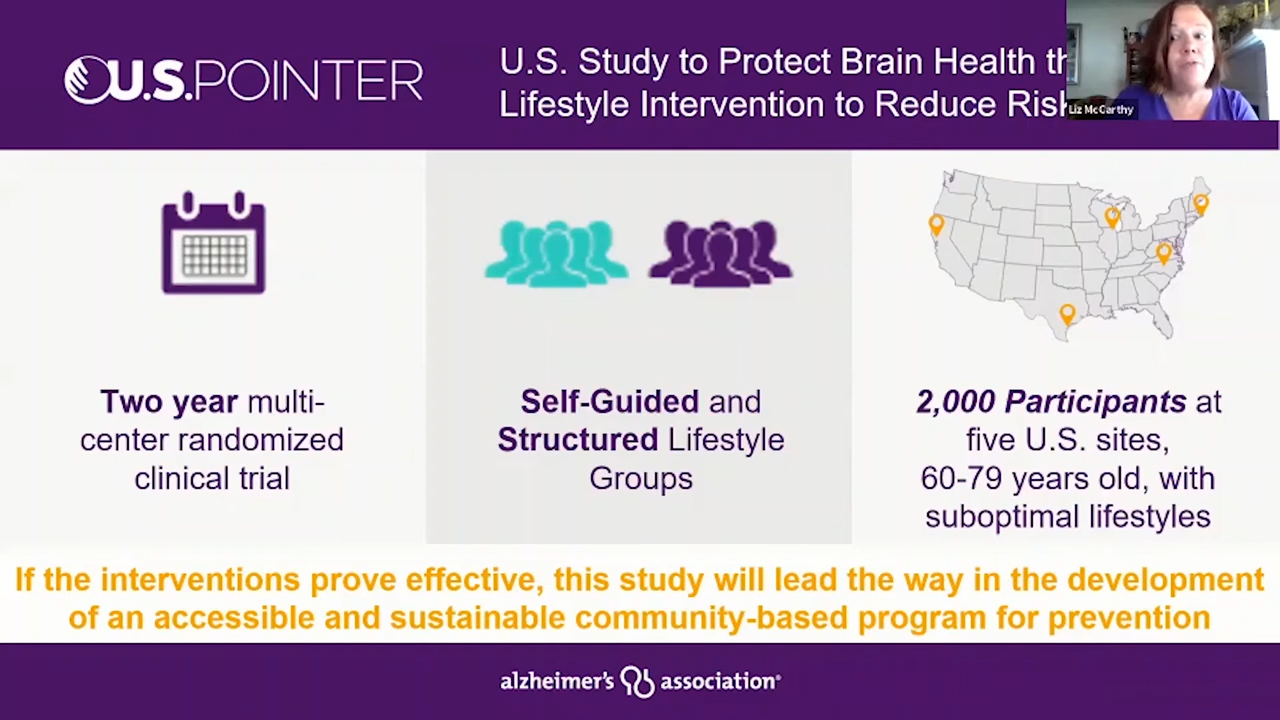 U.S.POINTER
U.S. Study to Protect Brain Health
Lifestyle Intervention to Reduce
Liz McCarthy
Two year multi-
center randomized
clinical trial
Self-Guided and
Structured Lifestyle
Groups
2,000 Participants at
five U.S. sites,
60-79 years old, with
suboptimal lifestyles
If the interventions prove effective, this study will lead the way in the development
of an accessible and sustainable community-based program for prevention
alzheimer's association®